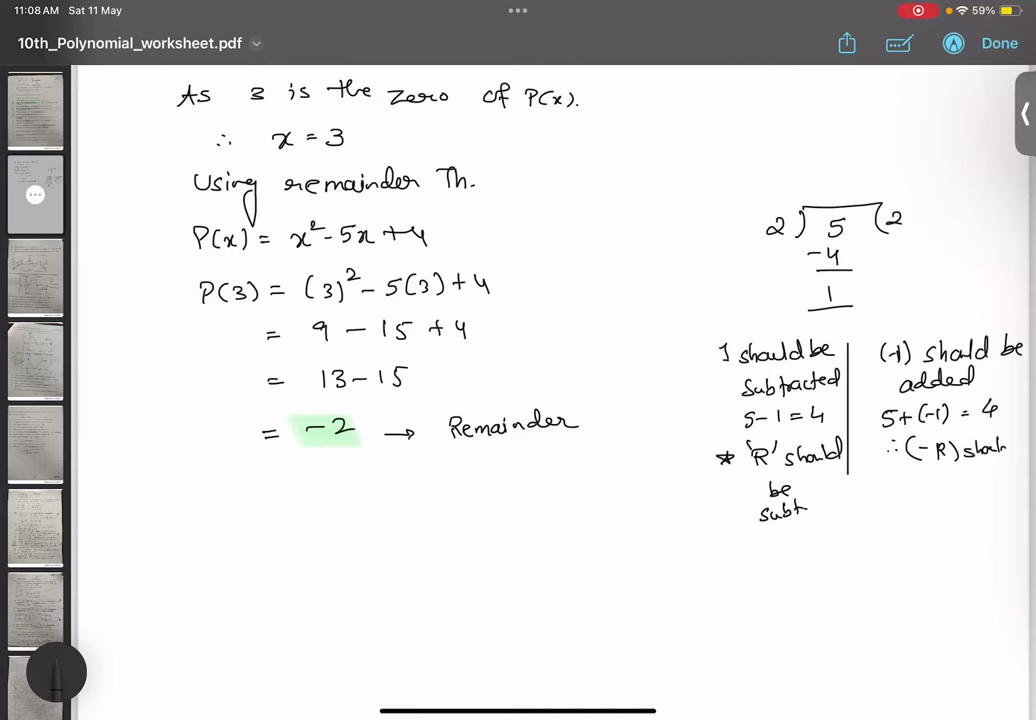 11:08 AM Sat 11 May
59%
10th_Polynomial_worksheet.pdf
Done
As 3 is the zero of P(x).
∴ x = 3
Using remainder Th.
P(x) = x² - 5x + 4
P(3) = (3)² - 5(3) + 4
= 9 - 15 + 4
= 13 - 15
= -2 → Remainder
2) 5 (2
-4
1
1 should be
subtracted
5 - 1 = 4
* 'R' should
be
subt
(-1) should be
added
5 + (-1) = 4
∴ (-R) shoul